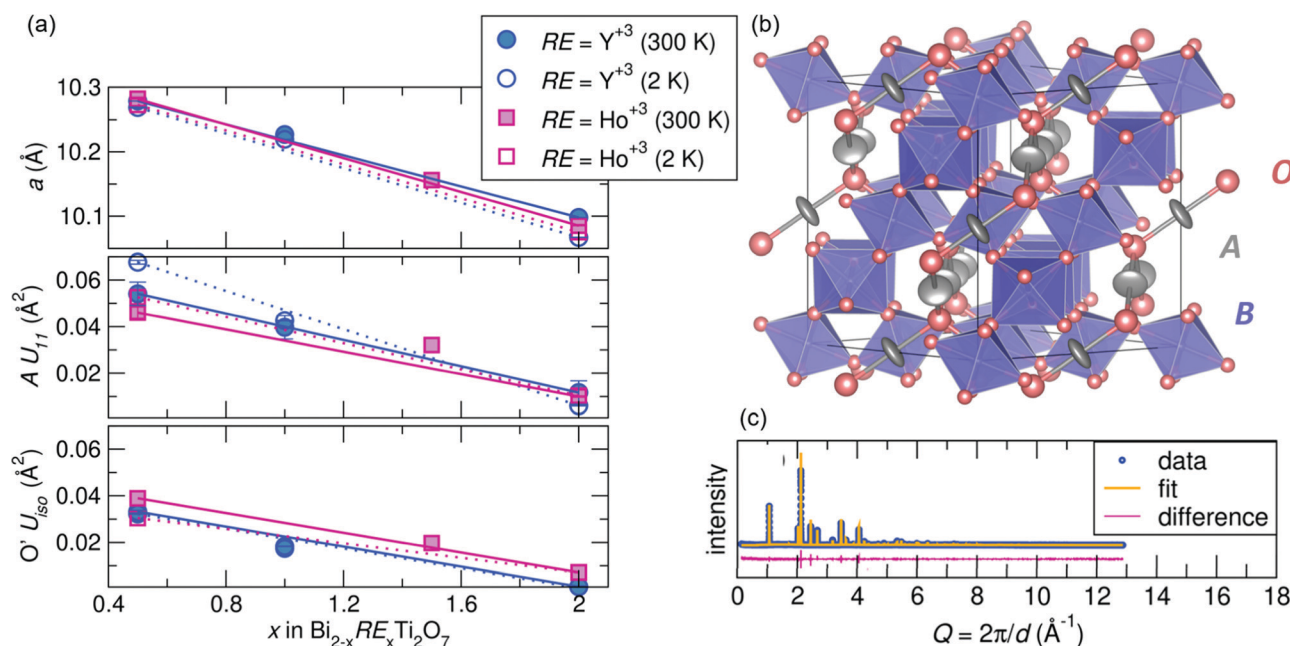 (a)
RE = Y+3 (300 K)
RE = Y+3 (2 K)
RE = Ho+3 (300 K)
RE = Ho+3 (2 K)
10.3
10.2
10.1
a (Å)
0.06
0.04
0.02
A U11 (Å2)
0.06
0.04
0.02
O' Uiso (Å2)
0.4
0.8
1.2
1.6
2
x in Bi2-xRExTi2O7
(b)
O
A
B
(c)
data
fit
difference
intensity
0 2 4 6 8 10 12 14 16 18
Q = 2π/d (Å-1)